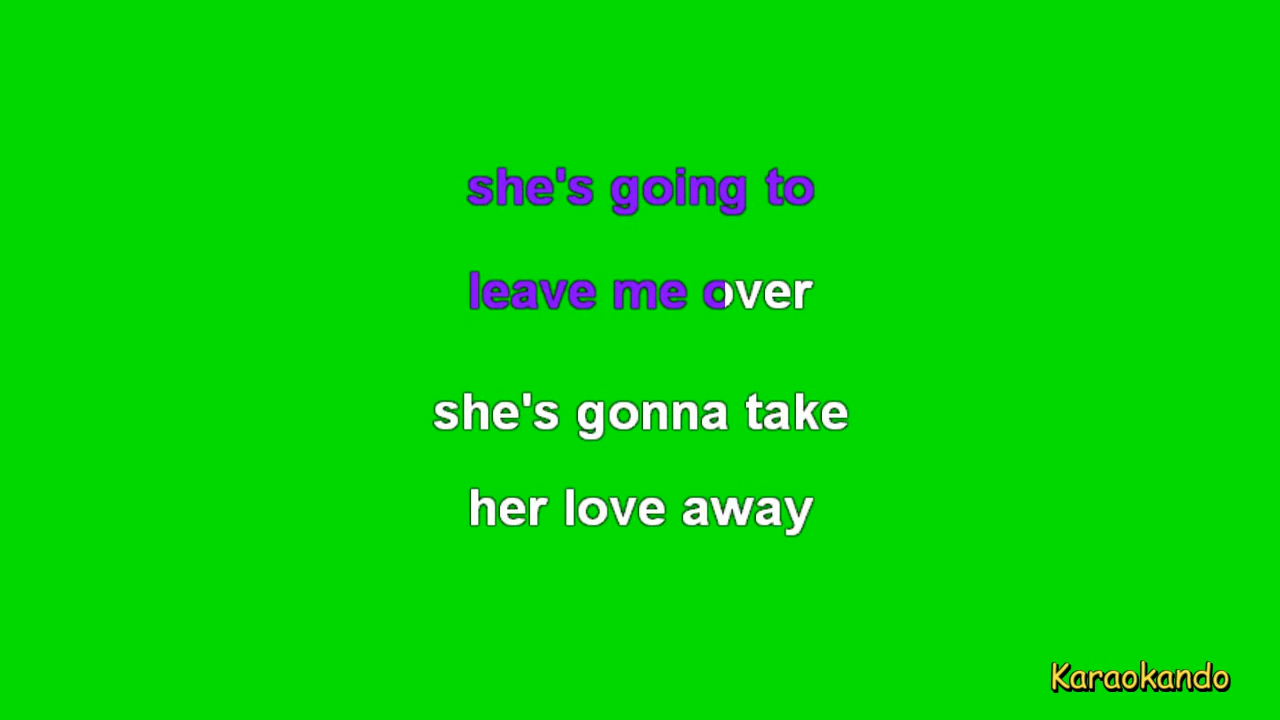 she's going to
leave me over
she's gonna take
her love away
Karaokando